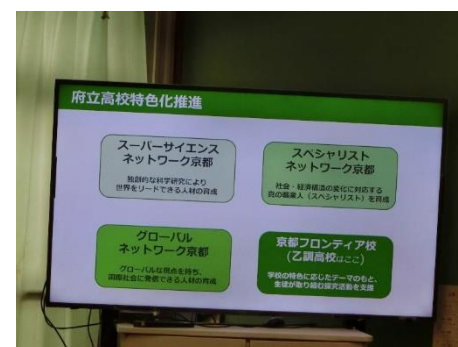 府立高校特色化推進
スーパーサイエンス
ネットワーク京都
独創的な科学研究により
世界をリードできる人材の育成
スペシャリスト
ネットワーク京都
社会・経済構造の変化に対応する
真の職業人（スペシャリスト）を育成
グローバル
ネットワーク京都
グローバルな視点を持ち、
国際社会に発信できる人材の育成
京都フロンティア校
(乙訓高校はここ)
学校の特色に応じたテーマのもと、
生徒が取り組む探究活動を支援